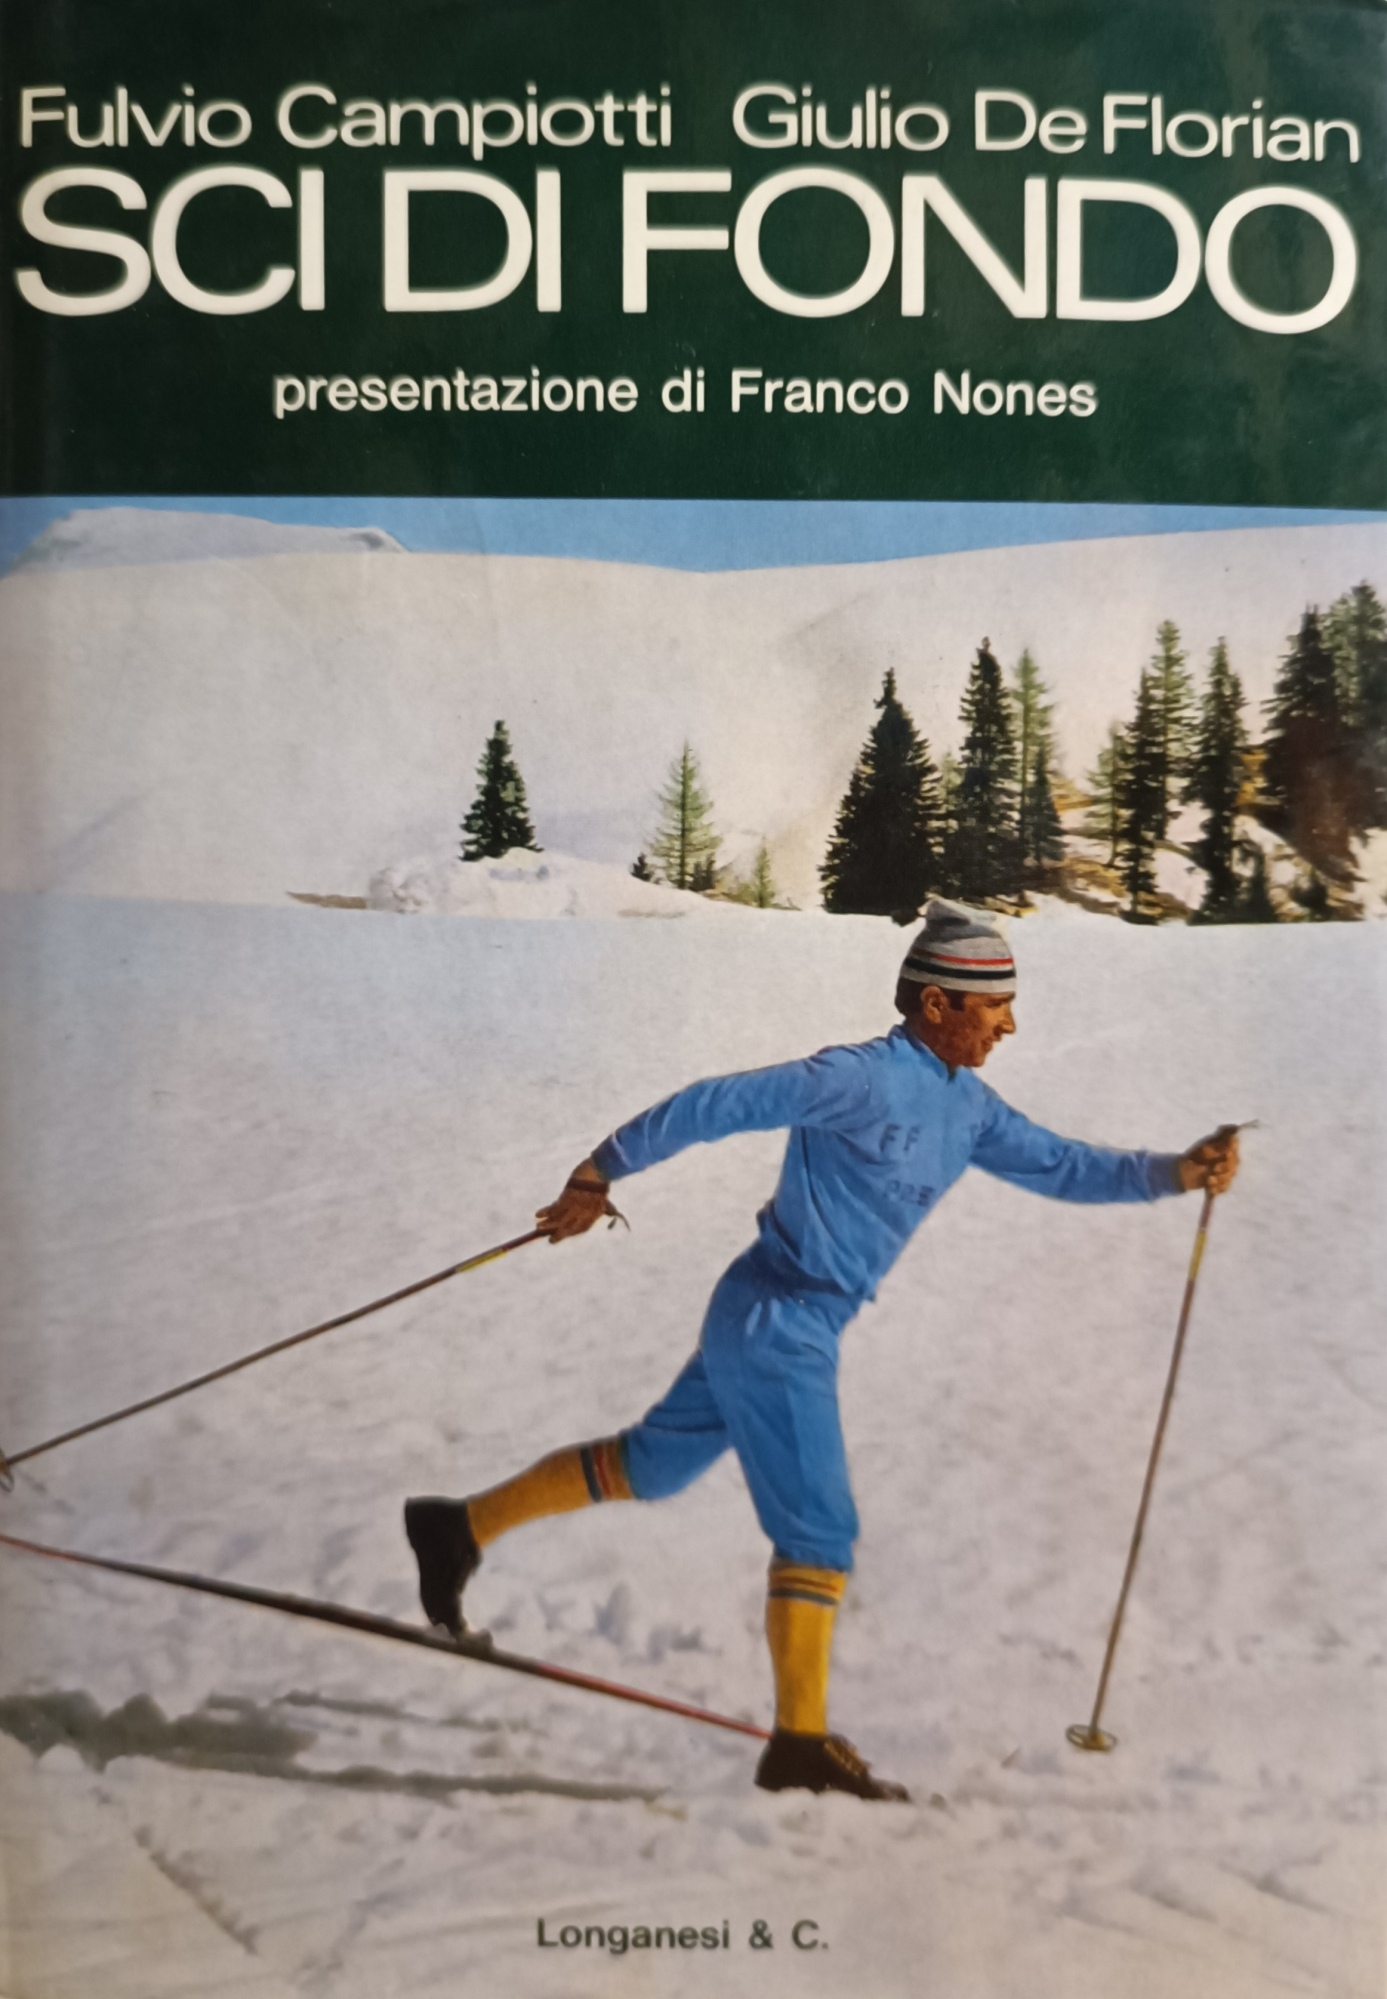 Fulvio Campiotti Giulio De Florian
SCI DI FONDO
presentazione di Franco Nones
FF
Longanesi & C.